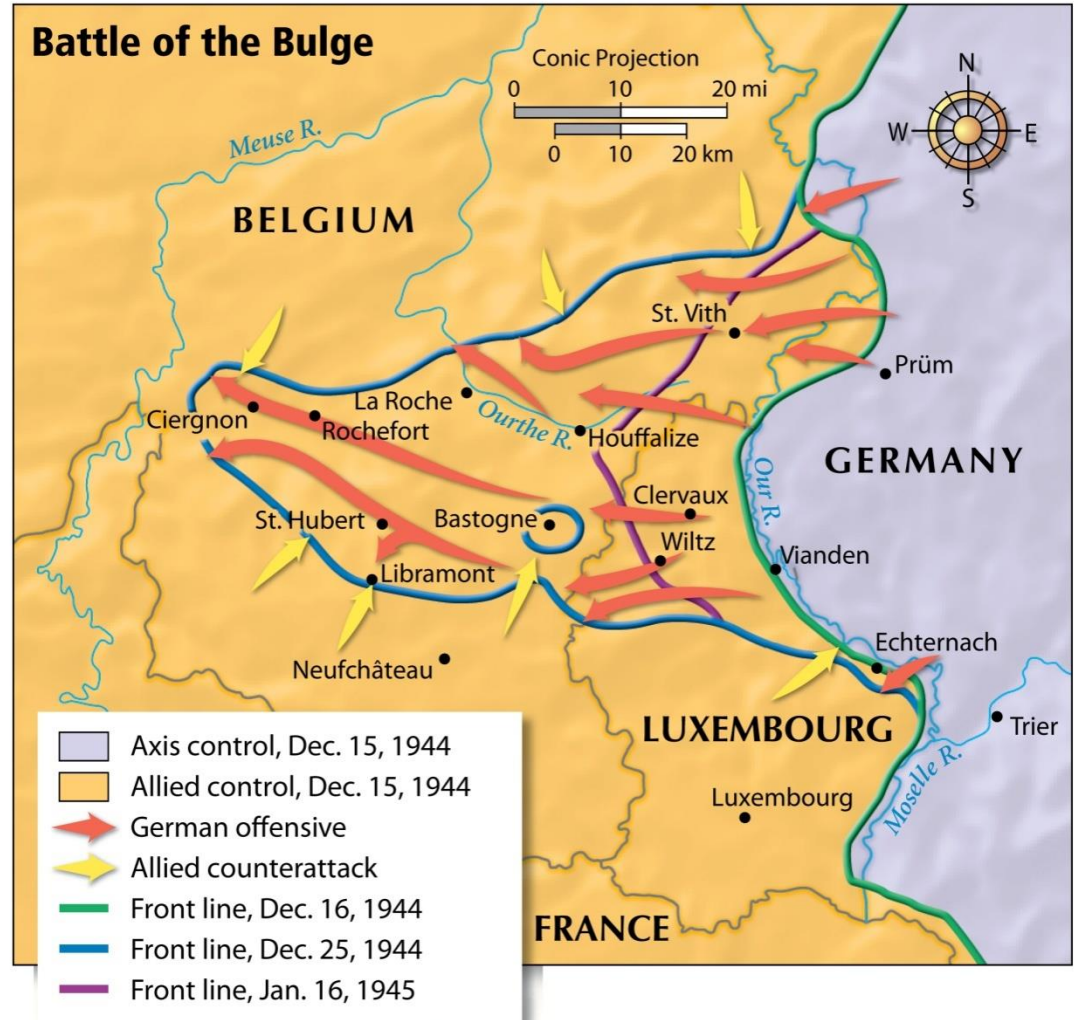 Battle of the Bulge
Conic Projection
0 10 20 mi
0 10 20 km
N
W E
S
Meuse R.
BELGIUM
St. Vith
Prüm
La Roche
Ciergnon
Rochefort
Ourthe R.
Houffalize
GERMANY
Our R.
Clervaux
St. Hubert
Bastogne
Wiltz
Vianden
Libramont
Echternach
Neufchâteau
LUXEMBOURG
Trier
Moselle R.
Luxembourg
FRANCE
Axis control, Dec. 15, 1944
Allied control, Dec. 15, 1944
German offensive
Allied counterattack
Front line, Dec. 16, 1944
Front line, Dec. 25, 1944
Front line, Jan. 16, 1945